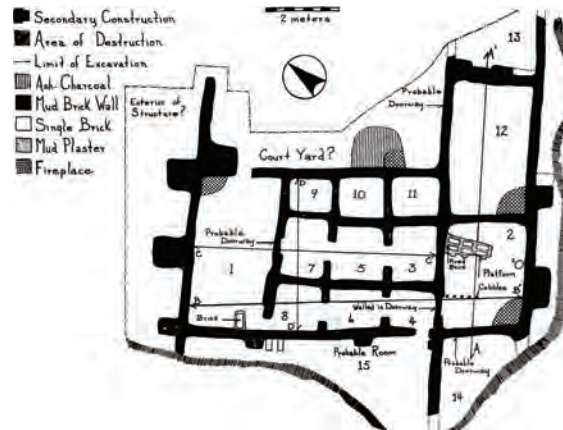 Secondary Construction
Area of Destruction
Limit of Excavation
Ash-Charcoal
Mud Brick Wall
Single Brick
Mud Plaster
Fireplace
2 meters
Exterior of
Structure?
Court Yard?
Probable
Doorway
13
A'
12
9
10
11
D
Probable
Doorway
C
1
7
5
3
C'
2
Platform
Cobbles
B
B'
Walled in Doorway
Brick
8
D'
4
4
Probable Room
15
A
Probable
Doorway
14